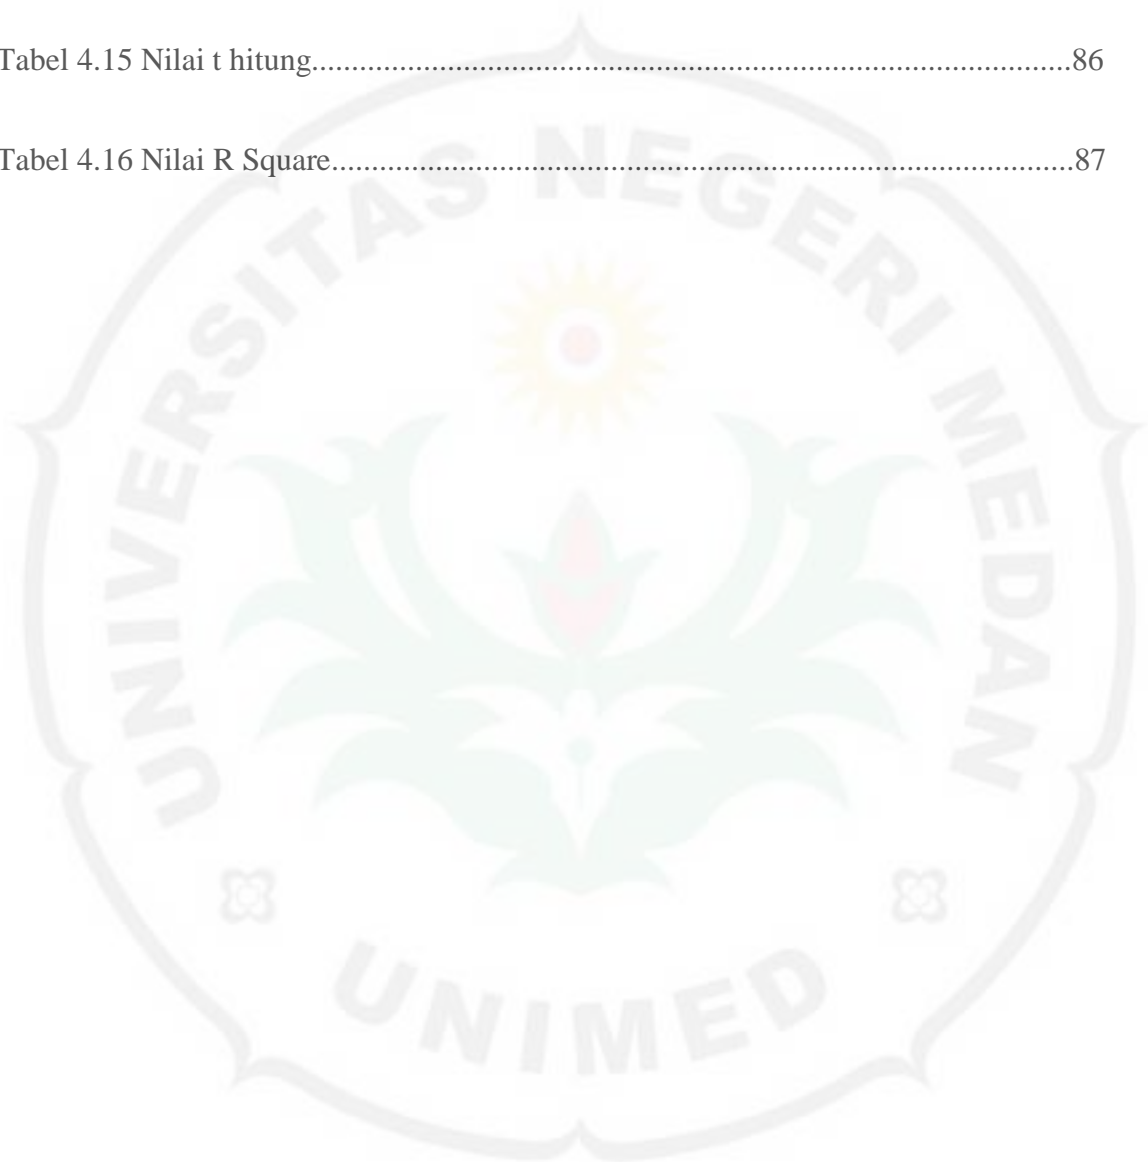 Tabel 4.15 Nilai t hitung...............................................................................................86
Tabel 4.16 Nilai R Square.............................................................................................87
UNIVERSITAS NEGERI MEDAN
UNIMED